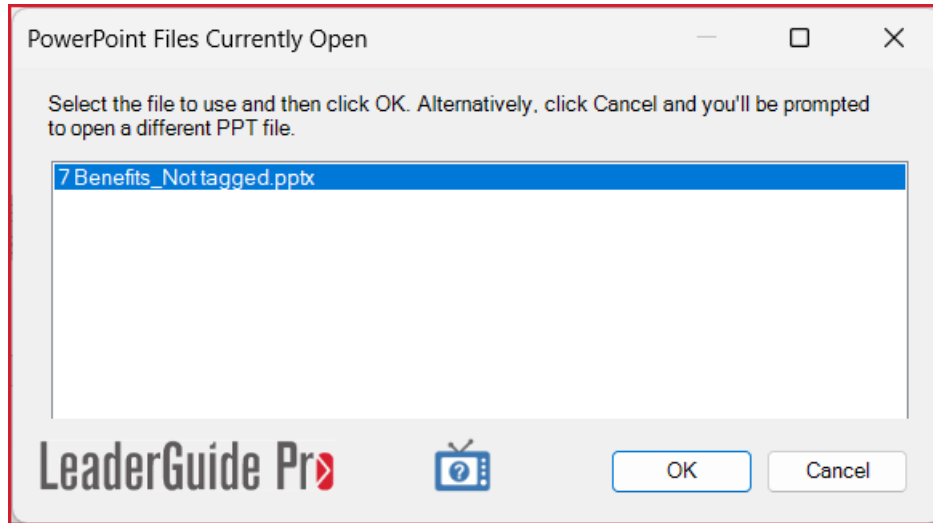 PowerPoint Files Currently Open
Select the file to use and then click OK. Alternatively, click Cancel and you'll be prompted
to open a different PPT file.
7 Benefits_Not tagged.pptx
LeaderGuide Pro
?
OK
Cancel